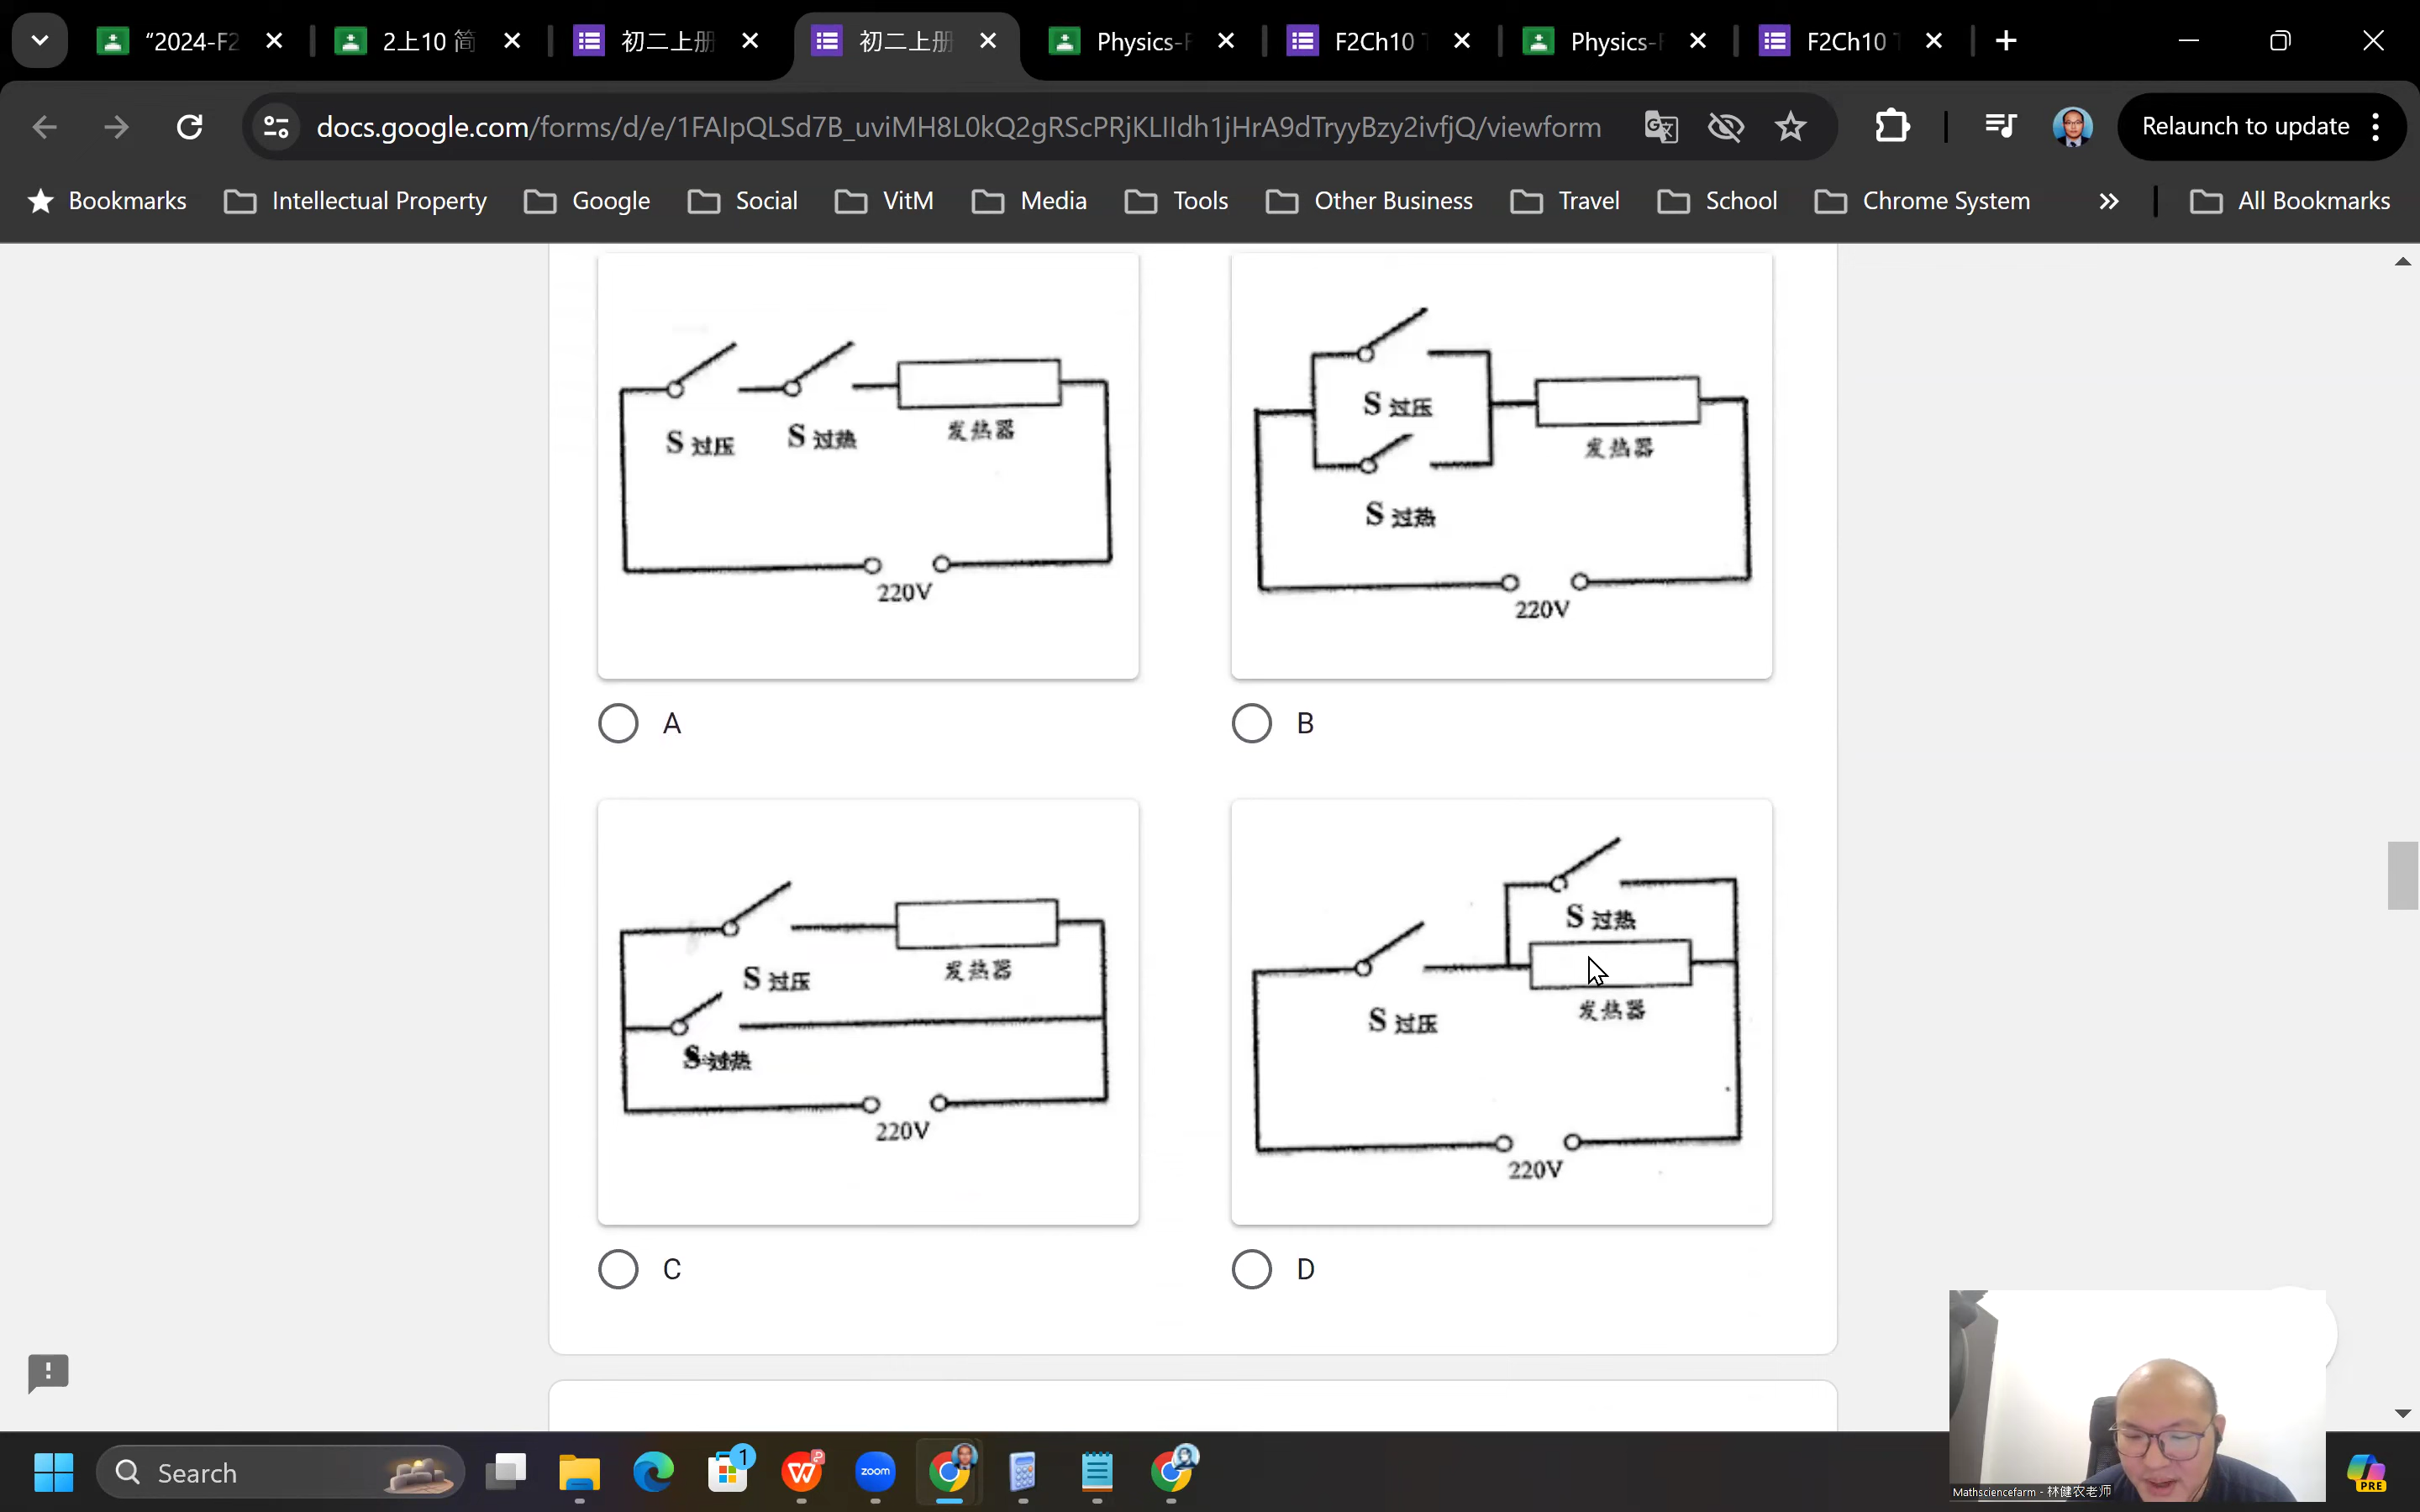 “2024-F2
2上10 简
初二上册
初二上册
Physics-F
F2Ch10 T
Physics-F
F2Ch10 T
docs.google.com/forms/d/e/1FAIpQLSd7B_uviMH8L0kQ2gRScPRjKLIIdh1jHrA9dTryyBzy2ivfjQ/viewform
Relaunch to update
Bookmarks
Intellectual Property
Google
Social
VitM
Media
Tools
Other Business
Travel
School
Chrome System
All Bookmarks
S 过压
S 过热
发热器
220V
S 过压
发热器
S 过热
220V
A
B
S 过压
发热器
S 过热
220V
S 过热
发热器
S 过压
220V
C
D
Search
1
zoom
Mathsciencefarm - 林健农老师
PRE